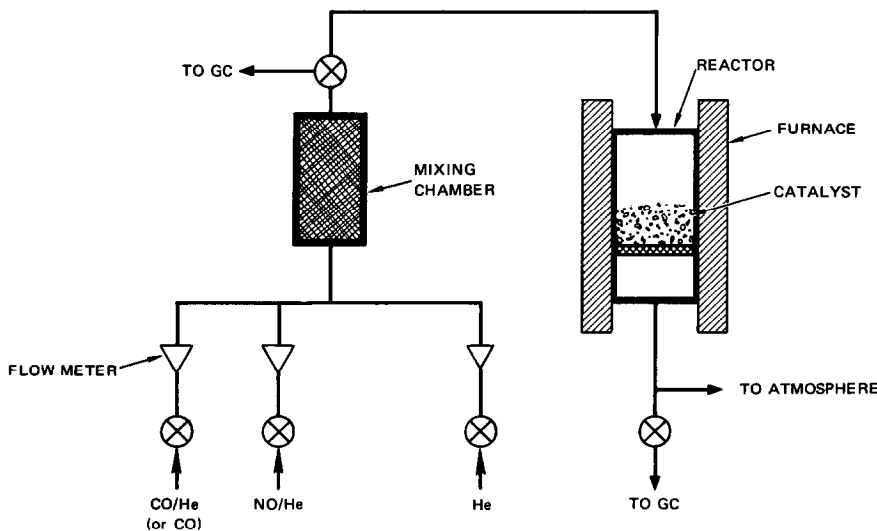 TO GC
REACTOR
FURNACE
MIXING
CHAMBER
CATALYST
FLOW METER
TO ATMOSPHERE
CO/He
(or CO)
NO/He
He
TO GC